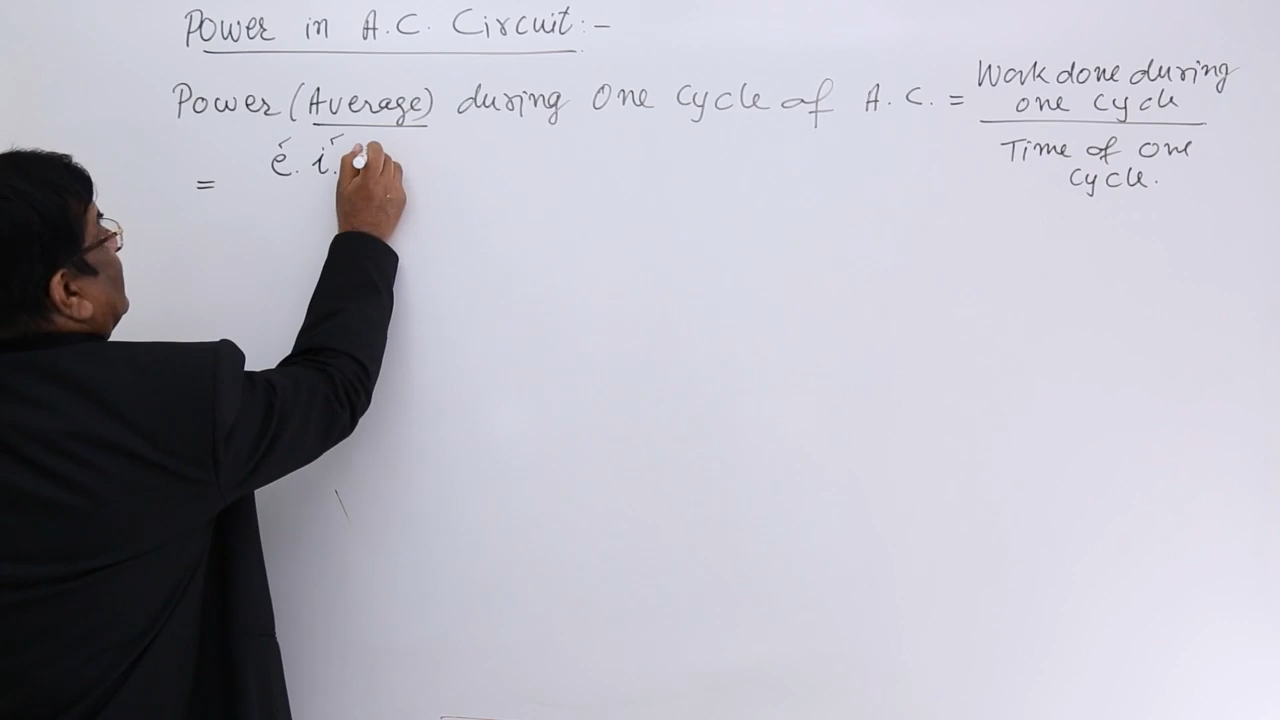 Power in A.C. Circuit:-
Power (Average) during One Cycle of A.C. = Work done during one Cycle
Time of one Cycle.
= e. i.